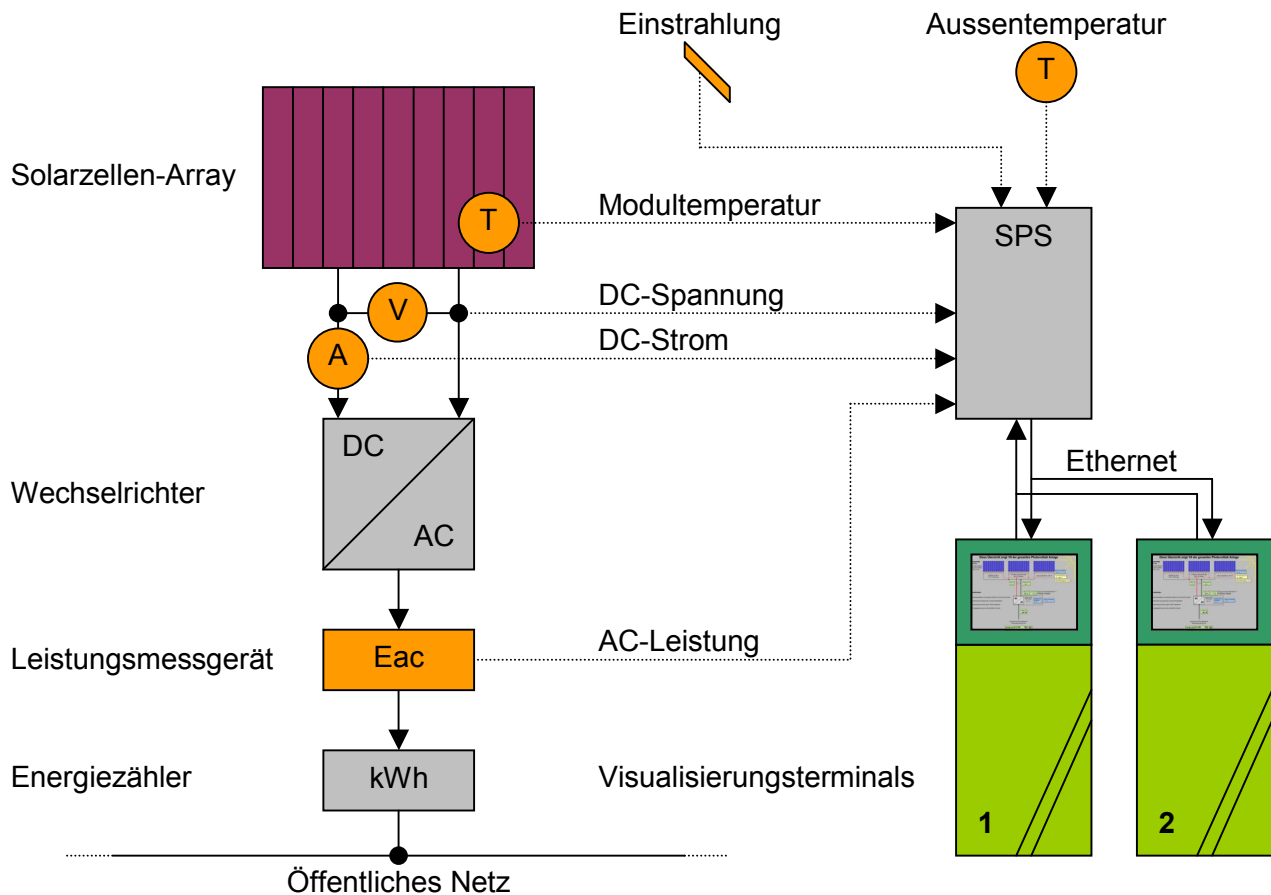 Einstrahlung
Aussentemperatur
T
Solarzellen-Array
T
Modultemperatur
SPS
V
DC-Spannung
A
DC-Strom
DC
AC
Wechselrichter
Ethernet
Leistungsmessgerät
Eac
AC-Leistung
Energiezähler
kWh
Visualisierungsterminals
1
2
Öffentliches Netz